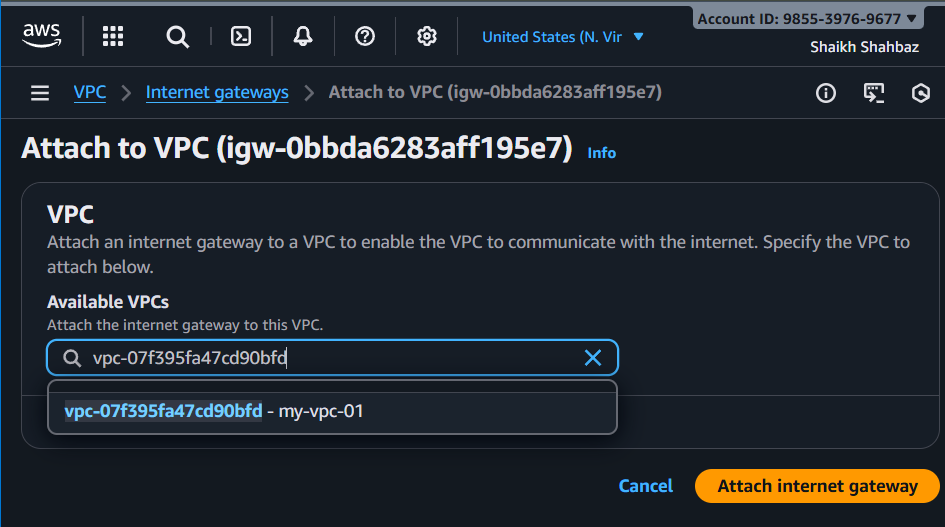 aws
United States (N. Vir
Account ID: 9855-3976-9677
Shaikh Shahbaz
VPC
Internet gateways
Attach to VPC (igw-0bbda6283aff195e7)
Attach to VPC (igw-0bbda6283aff195e7)
Info
VPC
Attach an internet gateway to a VPC to enable the VPC to communicate with the internet. Specify the VPC to
attach below.
Available VPCs
Attach the internet gateway to this VPC.
vpc-07f395fa47cd90bfd
vpc-07f395fa47cd90bfd - my-vpc-01
Cancel
Attach internet gateway